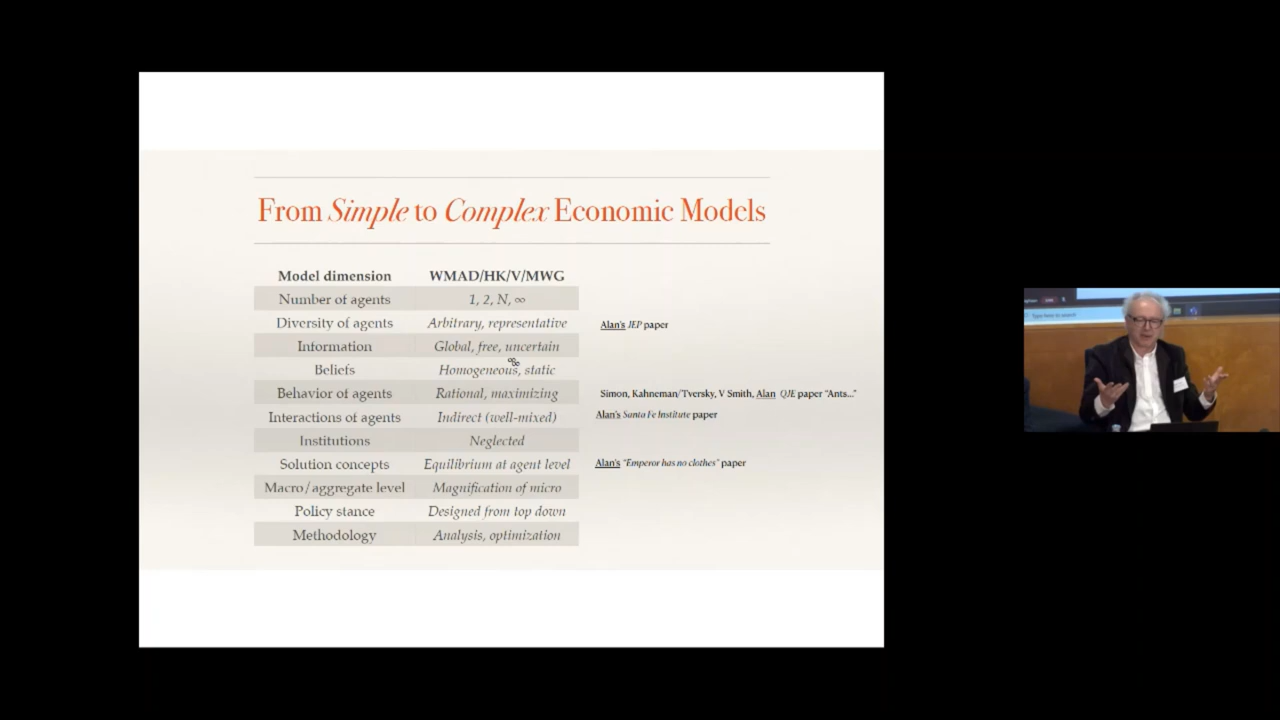 From Simple to Complex Economic Models
Model dimension WMAD/HK/V/MWG
Number of agents 1, 2, N, ∞
Diversity of agents Arbitrary, representative Alan's JEP paper
Information Global, free, uncertain
Beliefs Homogeneous, static
Behavior of agents Rational, maximizing Simon, Kahneman/Tversky, V Smith, Alan QJE paper “Ants...”
Interactions of agents Indirect (well-mixed) Alan's Santa Fe Institute paper
Institutions Neglected
Solution concepts Equilibrium at agent level Alan's “Emperor has no clothes” paper
Macro/aggregate level Magnification of micro
Policy stance Designed from top down
Methodology Analysis, optimization
Type here to search